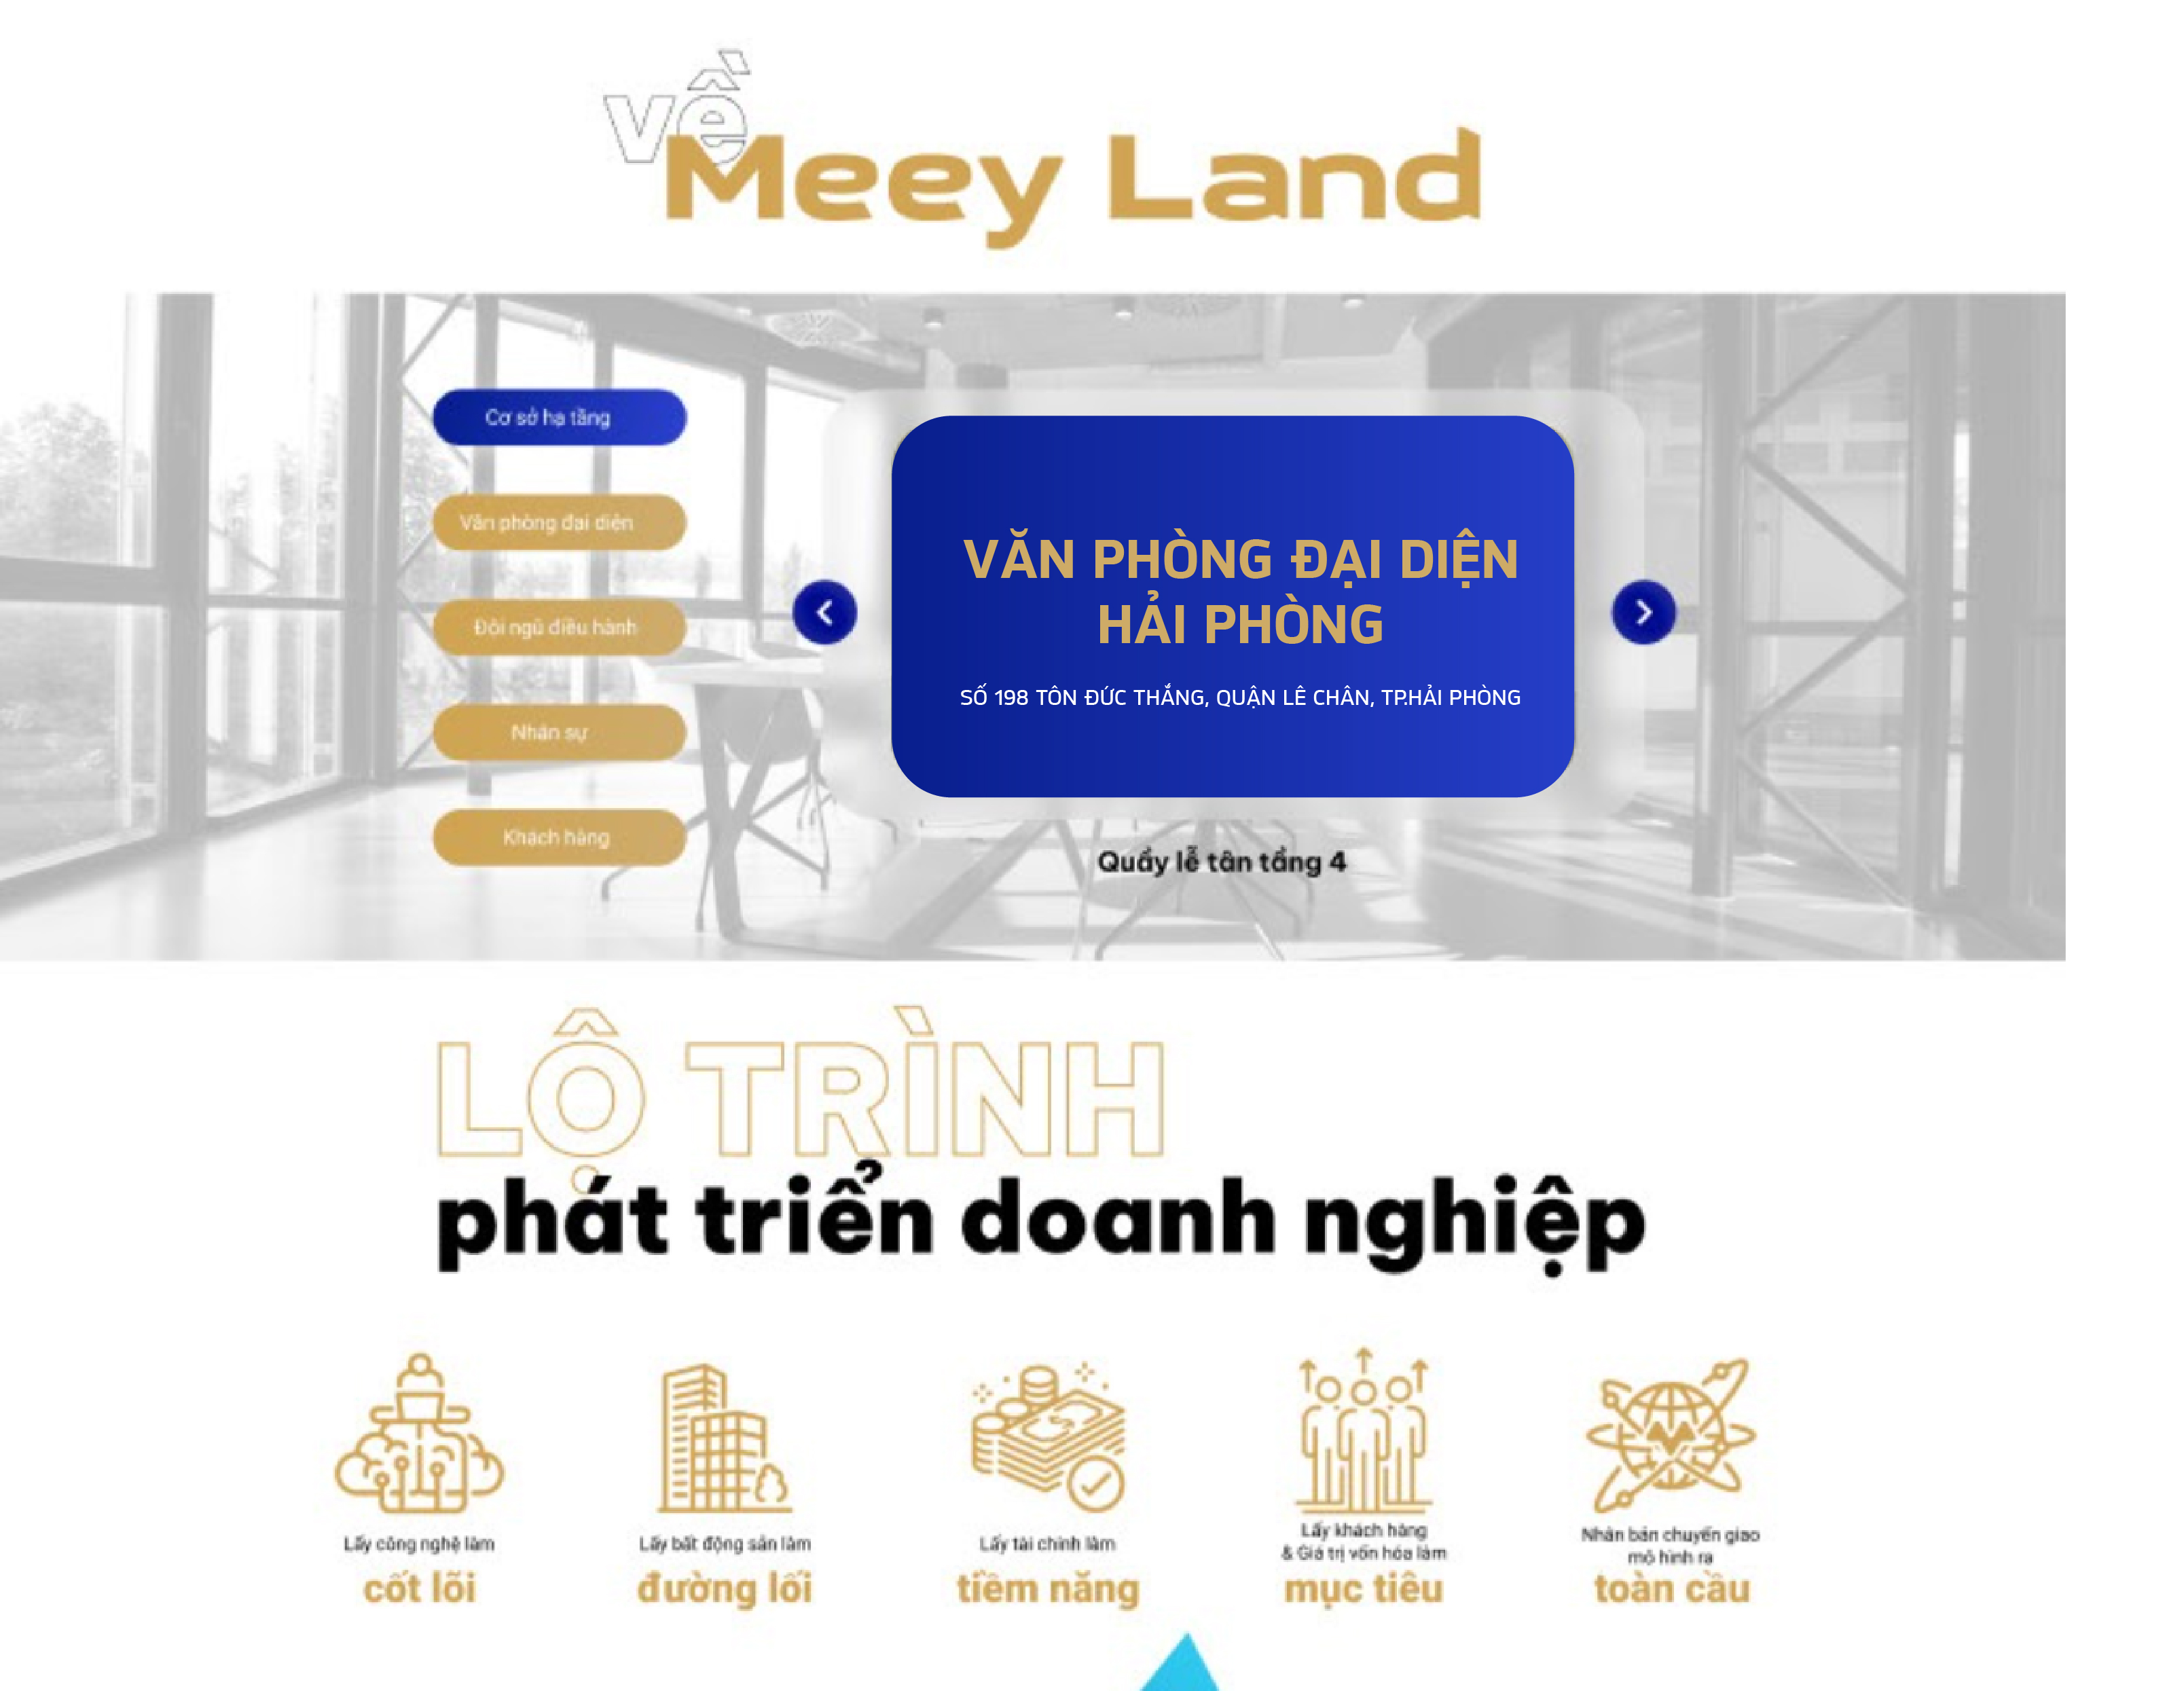 về
Meey Land
Cơ sở hạ tầng
Văn phòng đại diện
Đội ngũ điều hành
Nhân sự
Khách hàng
VĂN PHÒNG ĐẠI DIỆN
HẢI PHÒNG
SỐ 198 TÔN ĐỨC THẮNG, QUẬN LÊ CHÂN, TP.HẢI PHÒNG
Quầy lễ tân tầng 4
LỘ TRÌNH
phát triển doanh nghiệp
Lấy công nghệ làm
cốt lõi
Lấy bất động sản làm
đường lối
Lấy tài chính làm
tiềm năng
Lấy khách hàng
& Giá trị vốn hóa làm
mục tiêu
Nhân bản chuyển giao
mô hình ra
toàn cầu